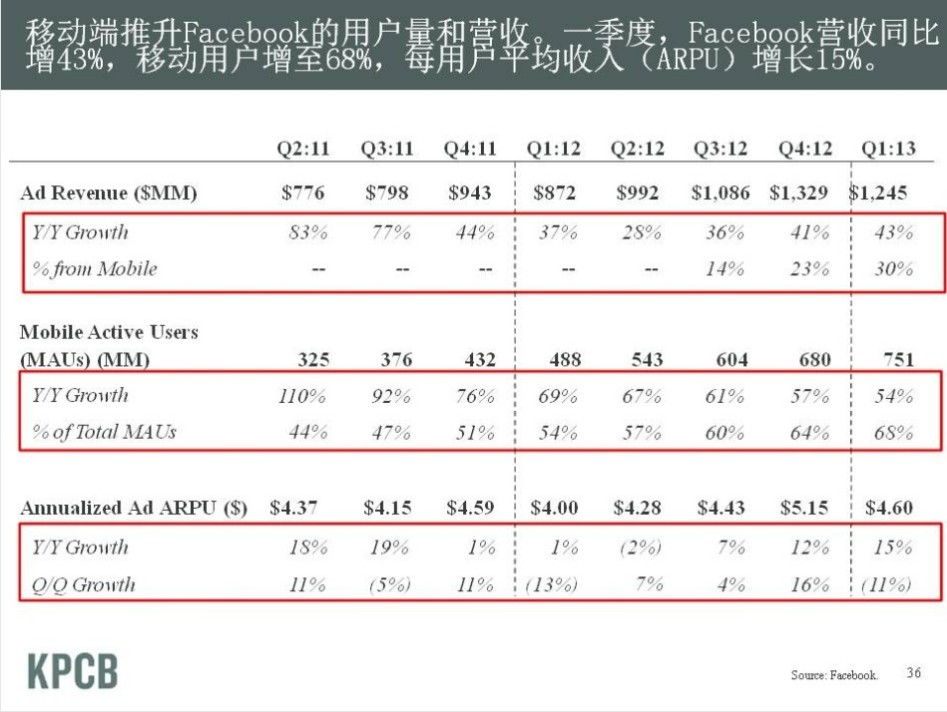 移动端推升Facebook的用户量和营收。一季度，Facebook营收同比
增43%，移动用户增至68%，每用户平均收入（ARPU）增长15%。
Q2:11 Q3:11 Q4:11 Q1:12 Q2:12 Q3:12 Q4:12 Q1:13
Ad Revenue ($MM) $776 $798 $943 $872 $992 $1,086 $1,329 $1,245
Y/Y Growth 83% 77% 44% 37% 28% 36% 41% 43%
% from Mobile -- -- -- -- -- 14% 23% 30%
Mobile Active Users
(MAUs) (MM) 325 376 432 488 543 604 680 751
Y/Y Growth 110% 92% 76% 69% 67% 61% 57% 54%
% of Total MAUs 44% 47% 51% 54% 57% 60% 64% 68%
Annualized Ad ARPU ($) $4.37 $4.15 $4.59 $4.00 $4.28 $4.43 $5.15 $4.60
Y/Y Growth 18% 19% 1% 1% (2%) 7% 12% 15%
Q/Q Growth 11% (5%) 11% (13%) 7% 4% 16% (11%)
KPCB
Source: Facebook. 36